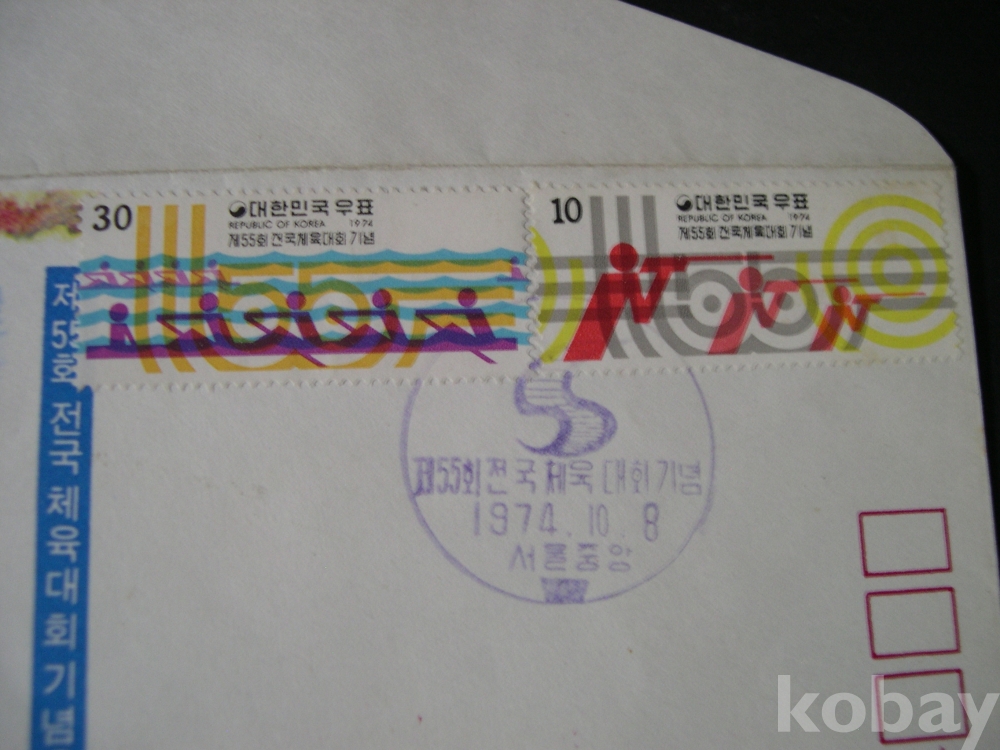 30
대한민국 우표
REPUBLIC OF KOREA 1974
제55회 전국체육대회기념
10
대한민국 우표
REPUBLIC OF KOREA 1974
제55회 전국체육대회기념
제55회 전국체육대회기념
55
제55회 전국체육대회기념
1974.10.8
서울중앙
kobay